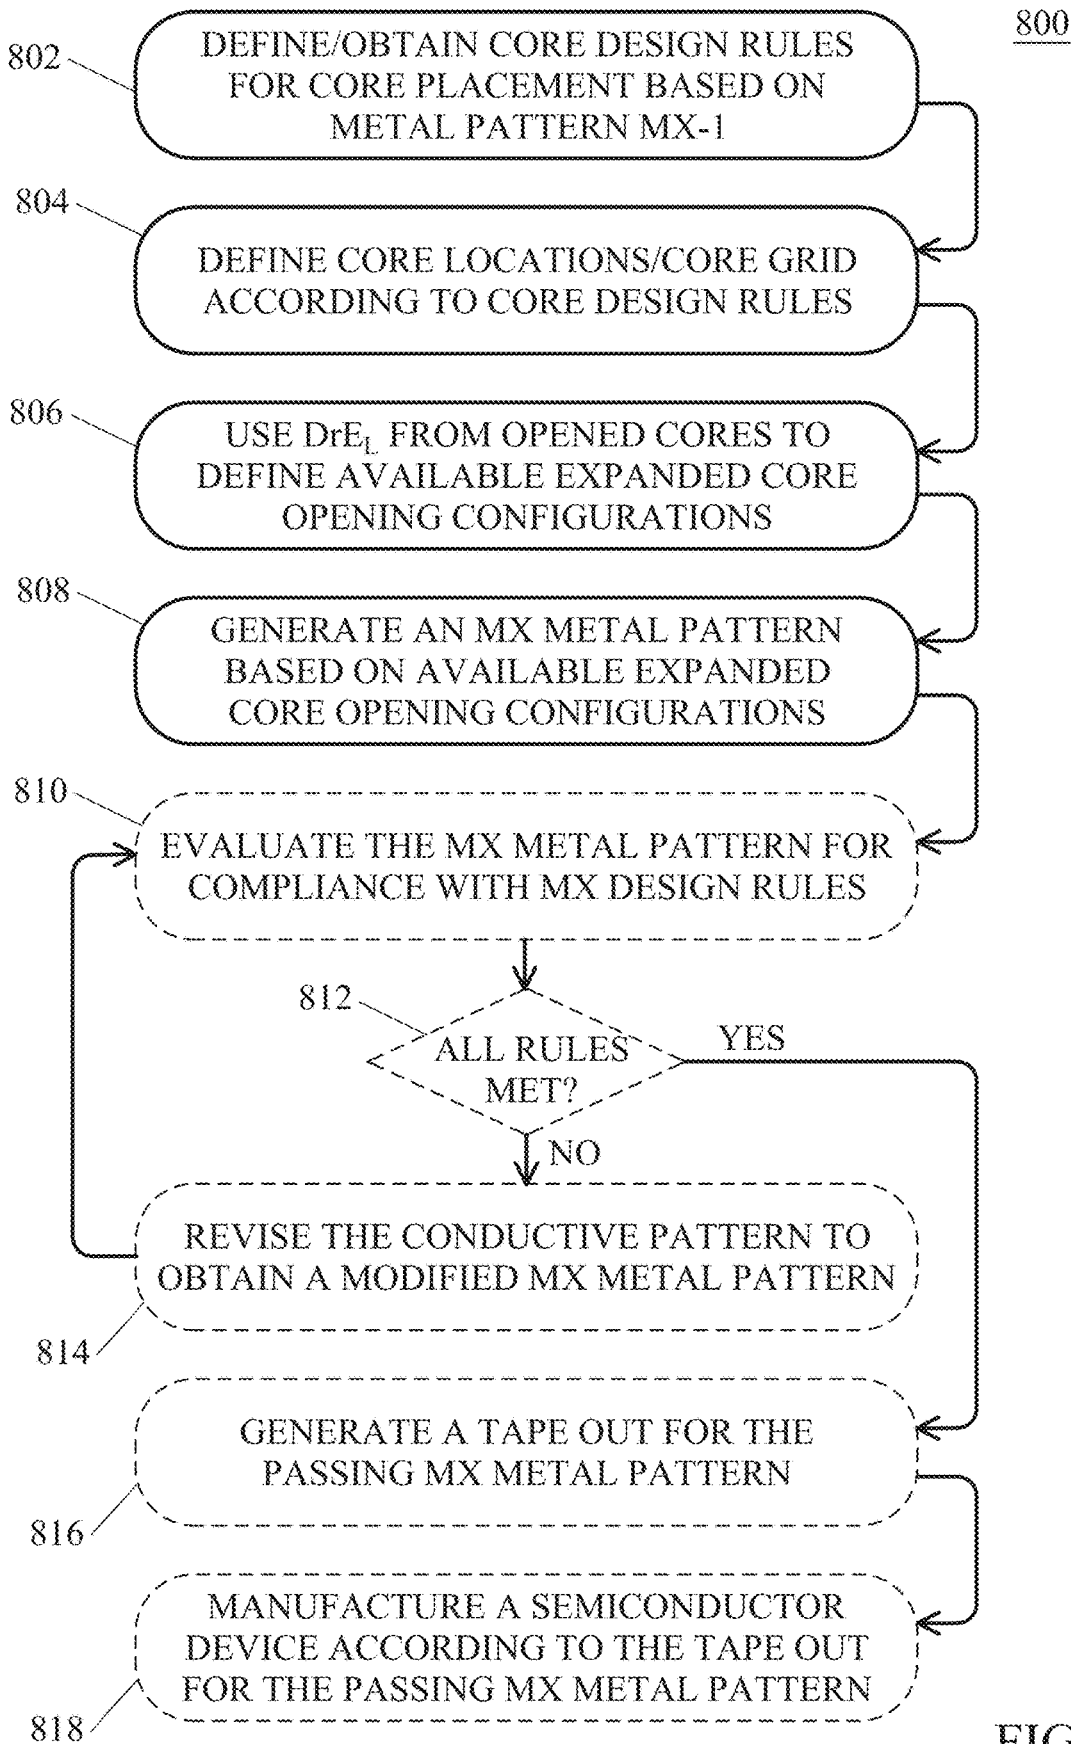 800
802
DEFINE/OBTAIN CORE DESIGN RULES
FOR CORE PLACEMENT BASED ON
METAL PATTERN MX-1
804
DEFINE CORE LOCATIONS/CORE GRID
ACCORDING TO CORE DESIGN RULES
806
USE DrE_L FROM OPENED CORES TO
DEFINE AVAILABLE EXPANDED CORE
OPENING CONFIGURATIONS
808
GENERATE AN MX METAL PATTERN
BASED ON AVAILABLE EXPANDED
CORE OPENING CONFIGURATIONS
810
EVALUATE THE MX METAL PATTERN FOR
COMPLIANCE WITH MX DESIGN RULES
812
ALL RULES
MET?
YES
NO
REVISE THE CONDUCTIVE PATTERN TO
OBTAIN A MODIFIED MX METAL PATTERN
814
GENERATE A TAPE OUT FOR THE
PASSING MX METAL PATTERN
816
MANUFACTURE A SEMICONDUCTOR
DEVICE ACCORDING TO THE TAPE OUT
FOR THE PASSING MX METAL PATTERN
818